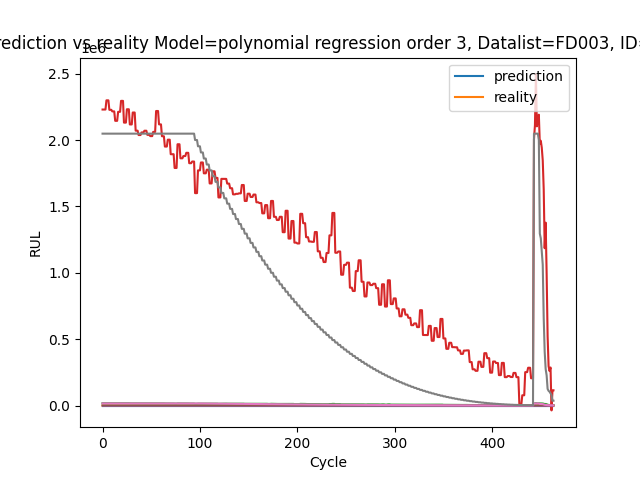 rediction vs reality Model=polynomial regression order 3, Datalist=FD003, ID=
1e6
prediction
reality
2.5
2.0
1.5
1.0
0.5
0.0
RUL
0 100 200 300 400
Cycle